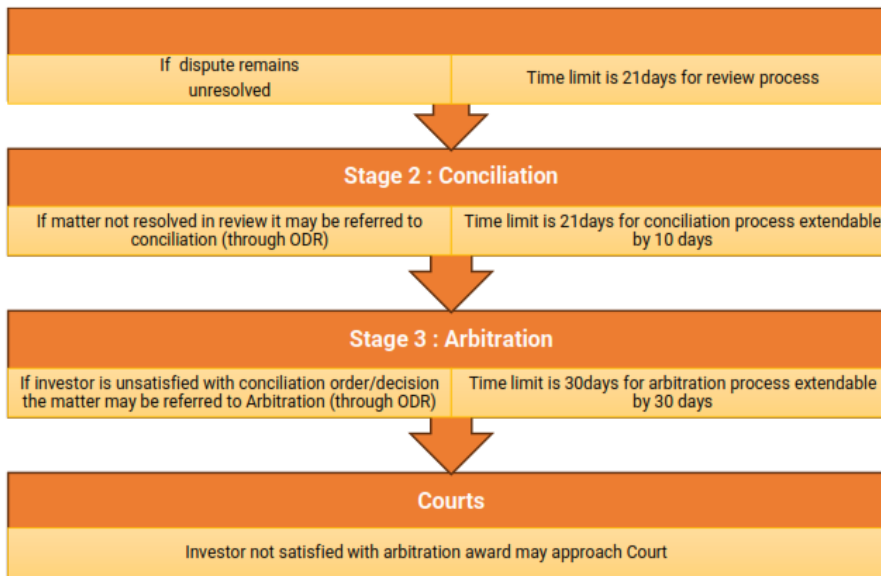 If dispute remains
unresolved
Time limit is 21days for review process
Stage 2 : Conciliation
If matter not resolved in review it may be referred to
conciliation (through ODR)
Time limit is 21days for conciliation process extendable
by 10 days
Stage 3 : Arbitration
If investor is unsatisfied with conciliation order/decision
the matter may be referred to Arbitration (through ODR)
Time limit is 30days for arbitration process extendable
by 30 days
Courts
Investor not satisfied with arbitration award may approach Court